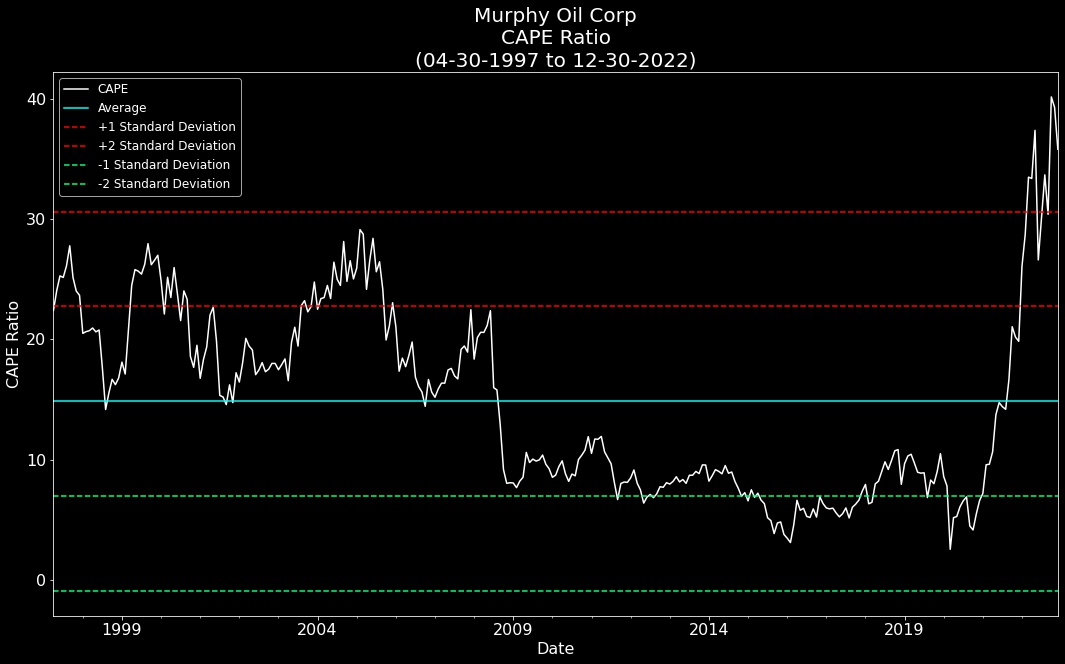 Murphy Oil Corp
CAPE Ratio
(04-30-1997 to 12-30-2022)
CAPE
Average
+1 Standard Deviation
+2 Standard Deviation
-1 Standard Deviation
-2 Standard Deviation
CAPE Ratio
40
30
20
10
0
1999
2004
2009
2014
2019
Date